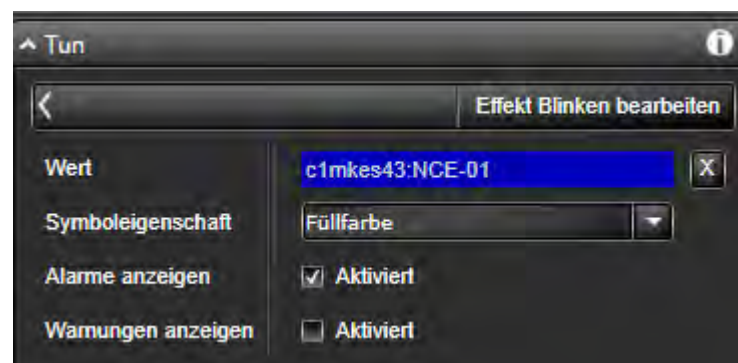 Tun
Effekt Blinken bearbeiten
Wert c1mkes43:NCE-01 X
Symboleigenschaft Füllfarbe
Alarme anzeigen Aktiviert
Warnungen anzeigen Aktiviert